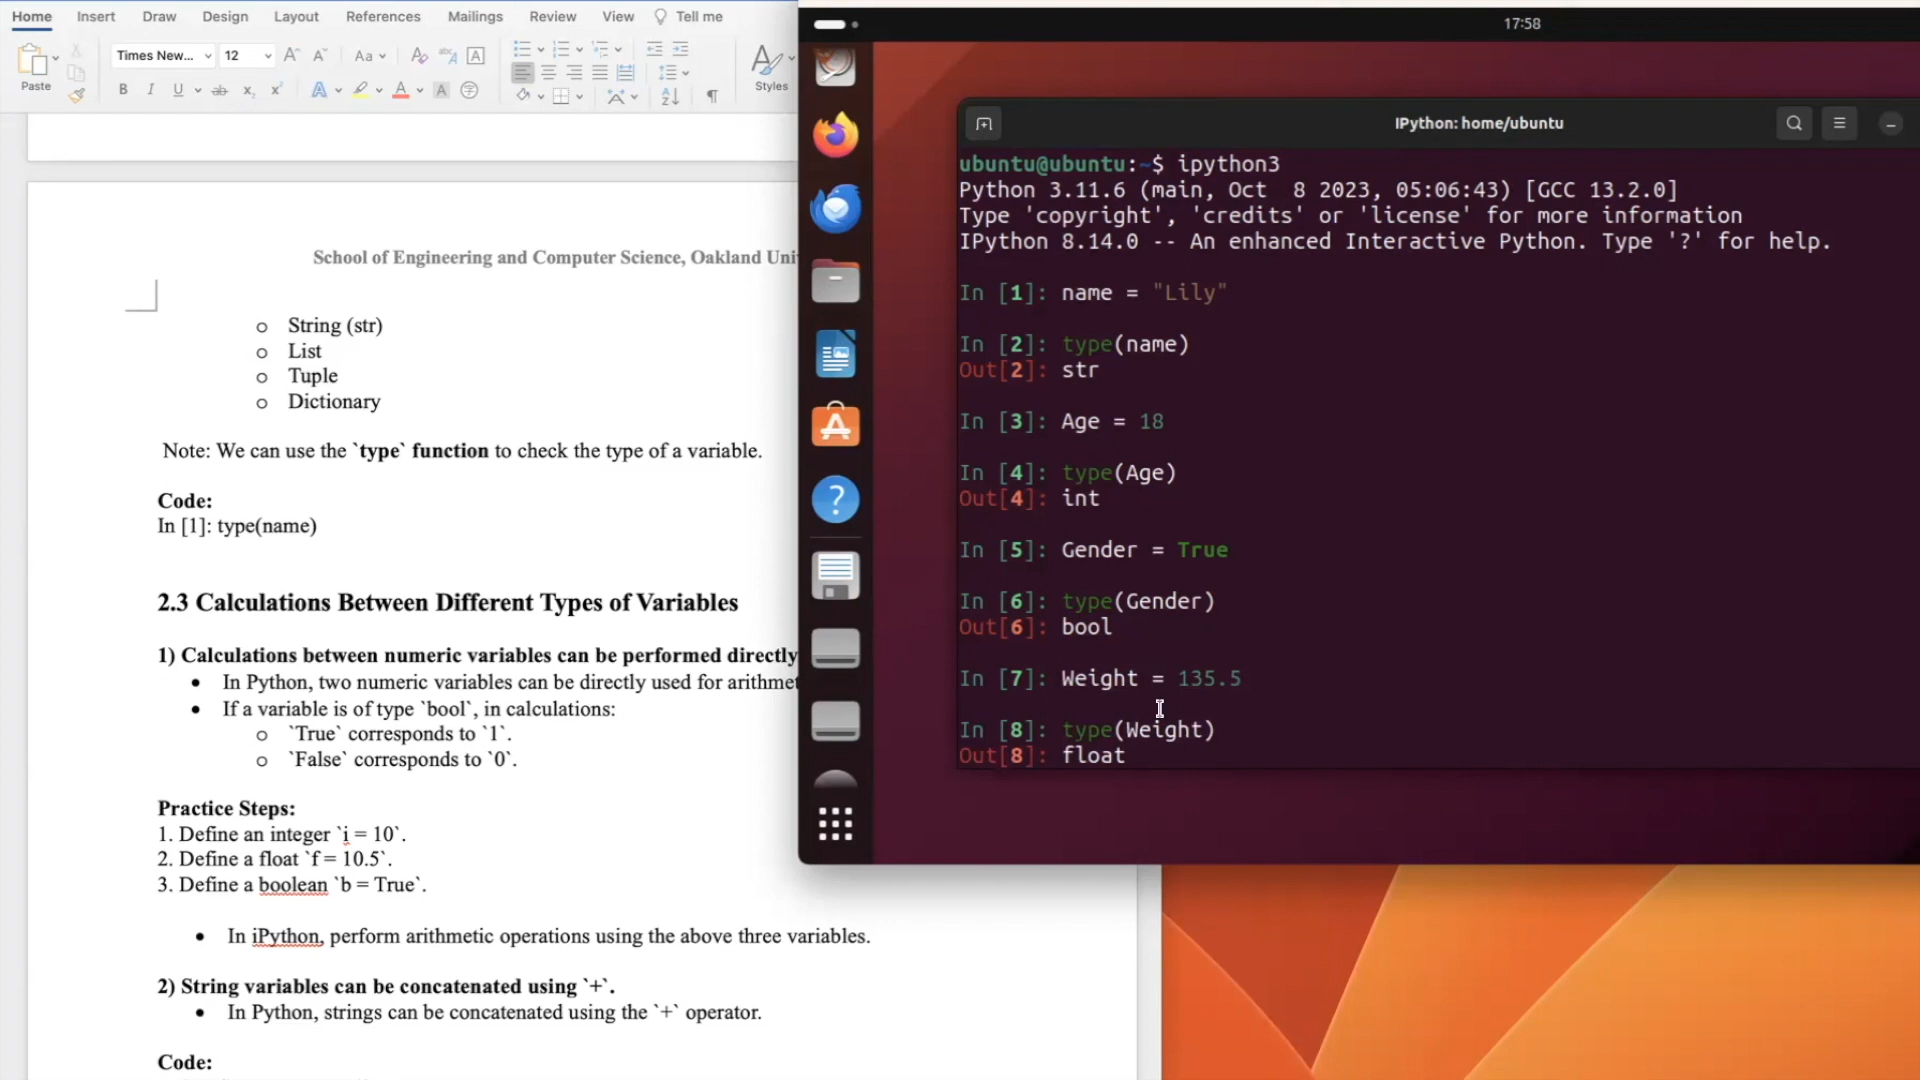 Home Insert Draw Design Layout References Mailings Review View Tell me
Times New... 12
Paste
Styles
School of Engineering and Computer Science, Oakland Uni
o String (str)
o List
o Tuple
o Dictionary
Note: We can use the `type` function to check the type of a variable.
Code:
In [1]: type(name)
2.3 Calculations Between Different Types of Variables
1) Calculations between numeric variables can be performed directly
• In Python, two numeric variables can be directly used for arithmet
• If a variable is of type `bool`, in calculations:
o `True` corresponds to `1`.
o `False` corresponds to `0`.
Practice Steps:
1. Define an integer `i = 10`.
2. Define a float `f = 10.5`.
3. Define a boolean `b = True`.
• In iPython, perform arithmetic operations using the above three variables.
2) String variables can be concatenated using `+`.
• In Python, strings can be concatenated using the `+` operator.
Code:
17:58
IPython: home/ubuntu
ubuntu@ubuntu:~$ ipython3
Python 3.11.6 (main, Oct  8 2023, 05:06:43) [GCC 13.2.0]
Type 'copyright', 'credits' or 'license' for more information
IPython 8.14.0 -- An enhanced Interactive Python. Type '?' for help.
In [1]: name = "Lily"
In [2]: type(name)
Out[2]: str
In [3]: Age = 18
In [4]: type(Age)
Out[4]: int
In [5]: Gender = True
In [6]: type(Gender)
Out[6]: bool
In [7]: Weight = 135.5
In [8]: type(Weight)
Out[8]: float